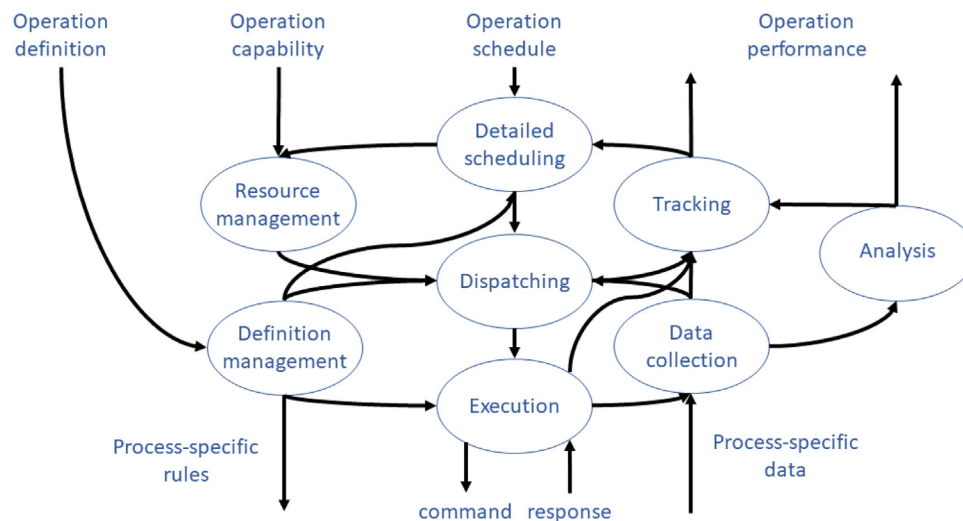 Operation
definition
Operation
capability
Operation
schedule
Operation
performance
Detailed
scheduling
Resource
management
Tracking
Analysis
Dispatching
Definition
management
Data
collection
Execution
Process-specific
rules
Process-specific
data
command
response